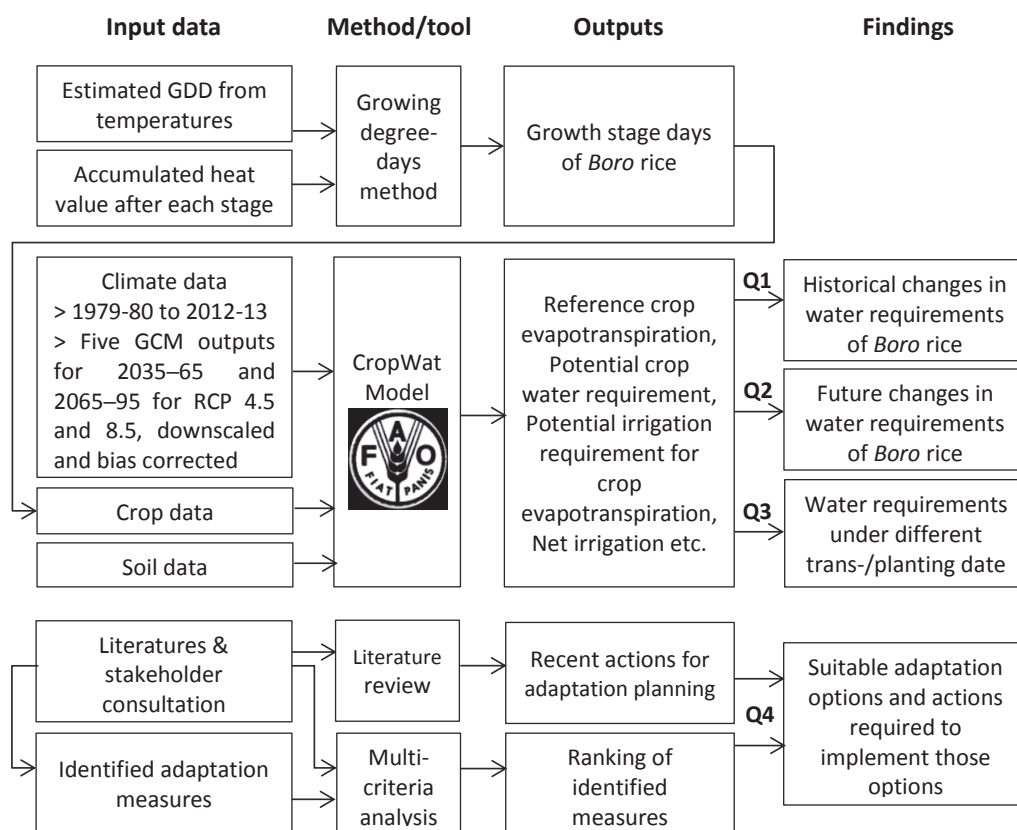 Input data
Method/tool
Outputs
Findings
Estimated GDD from
temperatures
Accumulated heat
value after each stage
Growing
degree-
days
method
Growth stage days
of Boro rice
Climate data
> 1979-80 to 2012-13
> Five GCM outputs
for 2035–65 and
2065–95 for RCP 4.5
and 8.5, downscaled
and bias corrected
Crop data
Soil data
CropWat
Model
F A O
FIAT PANIS
Reference crop
evapotranspiration,
Potential crop
water requirement,
Potential irrigation
requirement for
crop
evapotranspiration,
Net irrigation etc.
Q1
Historical changes in
water requirements
of Boro rice
Q2
Future changes in
water requirements
of Boro rice
Q3
Water requirements
under different
trans-/planting date
Literatures &
stakeholder
consultation
Identified adaptation
measures
Literature
review
Multi-
criteria
analysis
Recent actions for
adaptation planning
Ranking of
identified
measures
Q4
Suitable adaptation
options and actions
required to
implement those
options